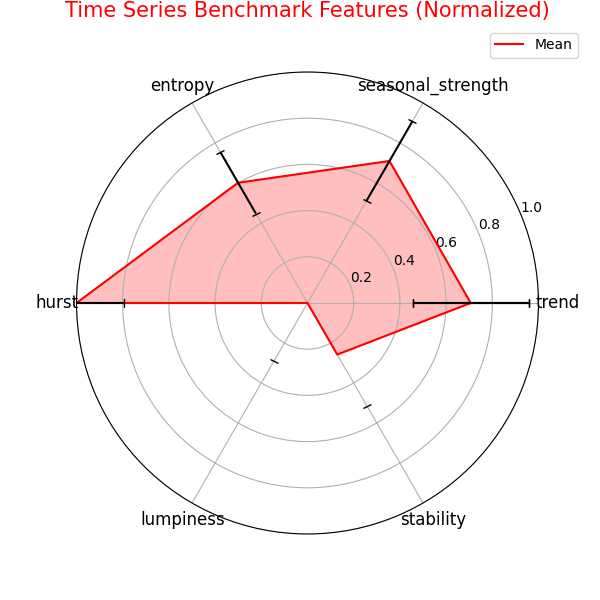 Time Series Benchmark Features (Normalized)
Mean
entropy
seasonal_strength
1.0
0.8
0.6
0.4
0.2
hurst
trend
lumpiness
stability